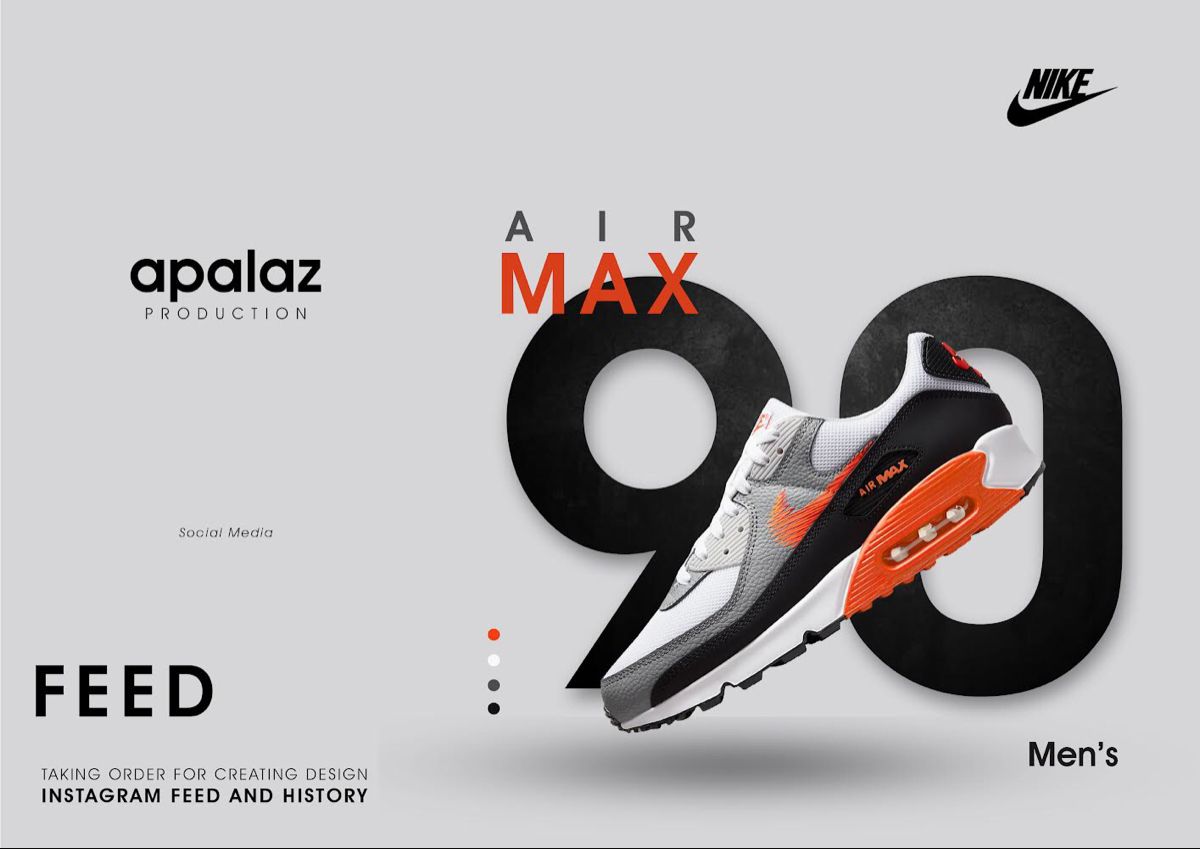 NIKE
AIR
MAX
90
apalaz
PRODUCTION
AIR MAX
Social Media
FEED
TAKING ORDER FOR CREATING DESIGN
INSTAGRAM FEED AND HISTORY
Men's